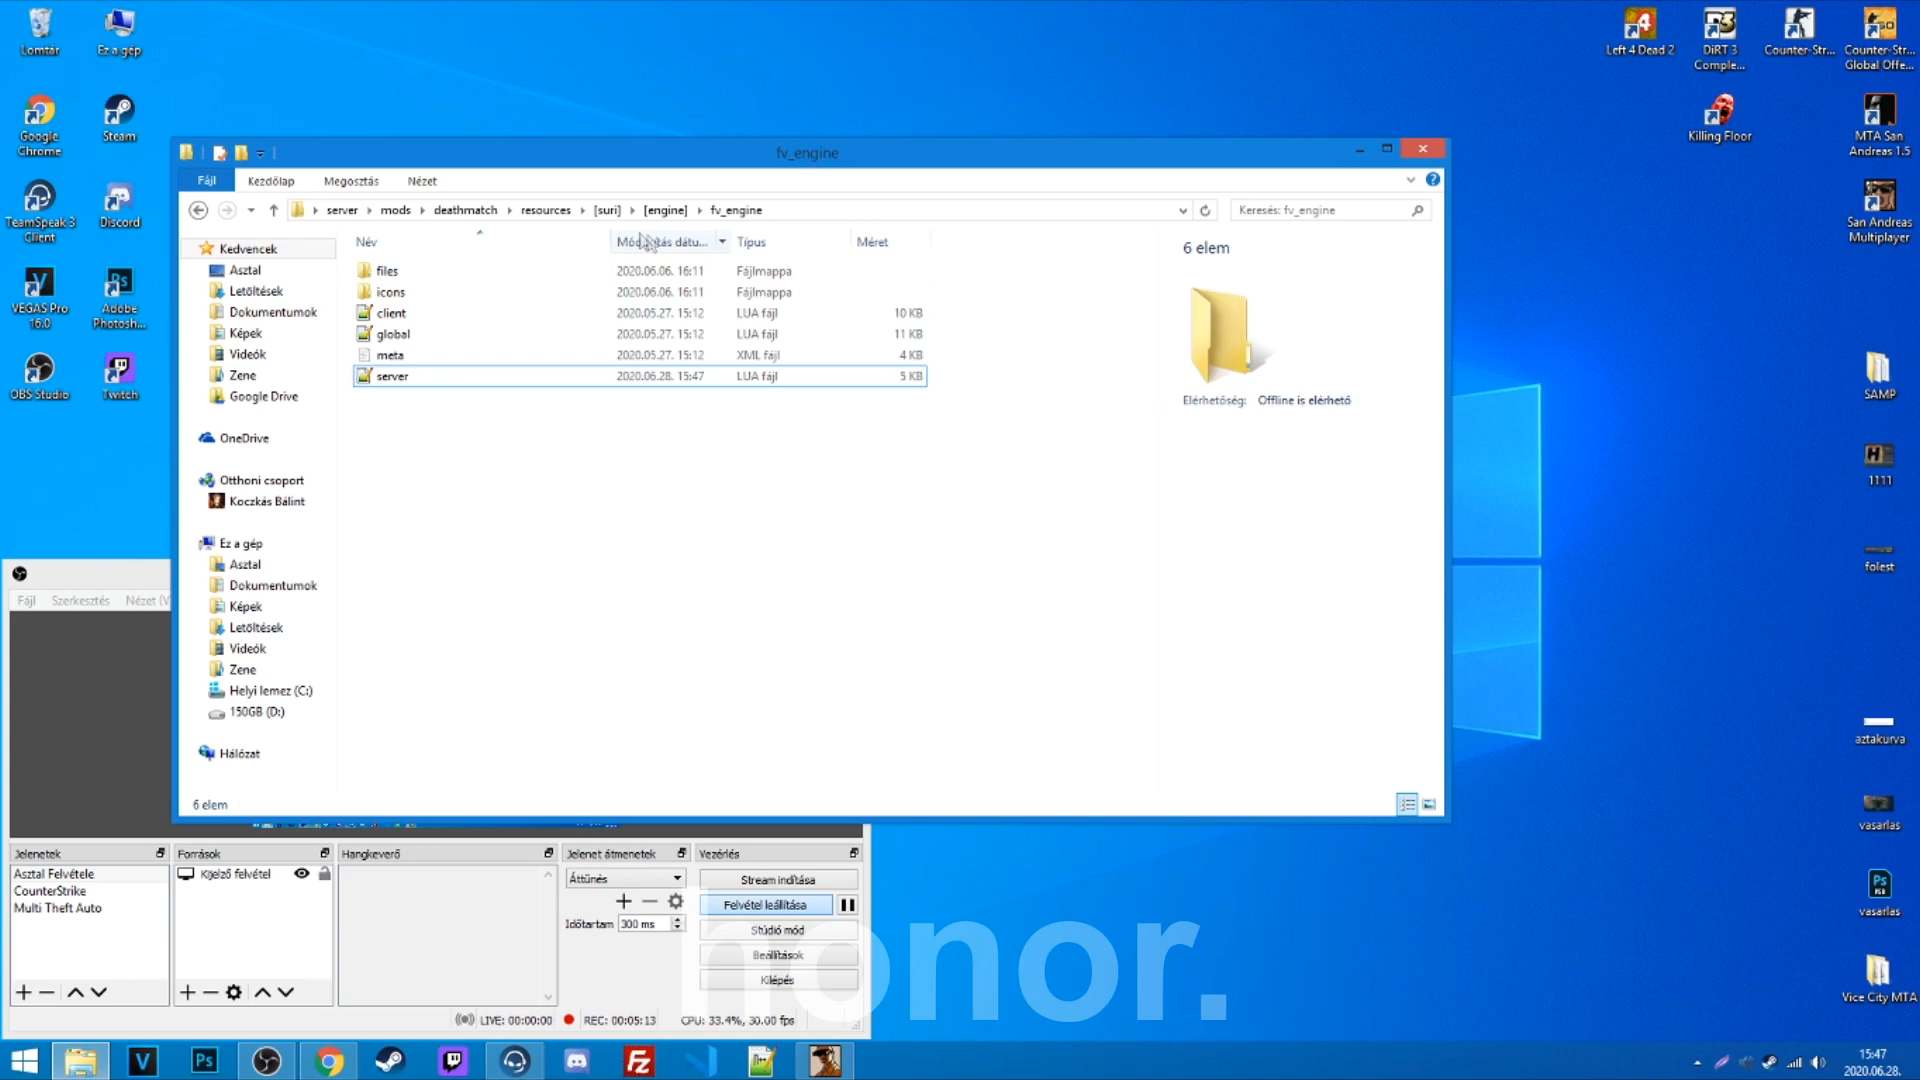 Lomtár
Ez a gép
Google
Chrome
Steam
TeamSpeak 3
Client
Discord
VEGAS Pro
16.0
Adobe
Photosh...
OBS Studio
Twitch
Left 4 Dead 2
DiRT 3
Comple...
Counter-Str...
Counter-Str...
Global Offe...
Killing Floor
MTA San
Andreas 1.5
San Andreas
Multiplayer
SAMP
1111
folest
aztakurva
vasarlas
vasarlas
Vice City MTA
fv_engine
Fájl
Kezdőlap
Megosztás
Nézet
server
mods
deathmatch
resources
[suri]
[engine]
fv_engine
Keresés: fv_engine
Név
Típus
Méret
files 2020.06.06. 16:11 Fájlmappa
icons 2020.06.06. 16:11 Fájlmappa
client 2020.05.27. 15:12 LUA fájl 10 KB
global 2020.05.27. 15:12 LUA fájl 11 KB
meta 2020.05.27. 15:12 XML fájl 4 KB
server 2020.06.28. 15:47 LUA fájl 5 KB
6 elem
Elérhetőség: Offline is elérhető
Kedvencek
Asztal
Letöltések
Dokumentumok
Képek
Videók
Zene
Google Drive
OneDrive
Otthoni csoport
Koczkás Bálint
Ez a gép
Asztal
Dokumentumok
Képek
Letöltések
Videók
Zene
Helyi lemez (C:)
150GB (D:)
Hálózat
6 elem
Fájl
Szerkesztés
Nézet (V
Jelenetek
Asztal Felvétele
CounterStrike
Multi Theft Auto
Források
Kijelző felvétel
Hangkeverő
Jelenet átmenetek
Áttűnés
Időtartam 300 ms
Vezérlés
Stream indítása
Felvétel leállítása
Stúdió mód
Beállítások
Kilépés
LIVE: 00:00:00
REC: 00:05:13
CPU: 33.4%, 30.00 fps
honor.
15:47
2020.06.28.